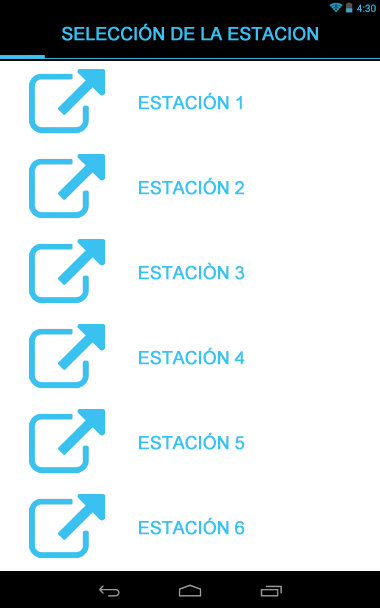 4:30
SELECCIÓN DE LA ESTACION
ESTACIÓN 1
ESTACIÓN 2
ESTACIÒN 3
ESTACIÓN 4
ESTACIÓN 5
ESTACIÓN 6